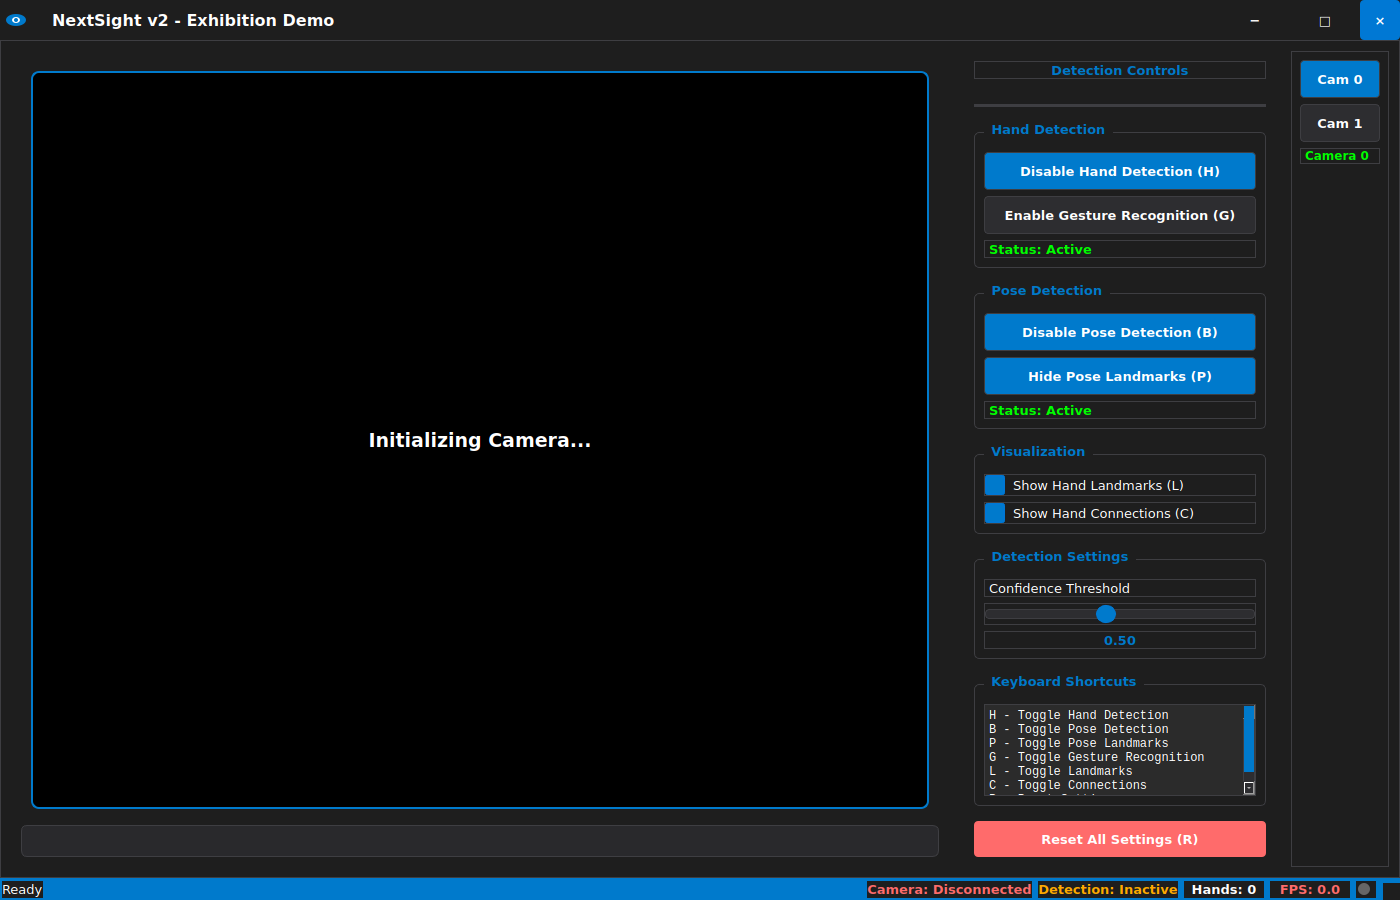 NextSight v2 - Exhibition Demo
Initializing Camera...
Detection Controls
Hand Detection
Disable Hand Detection (H)
Enable Gesture Recognition (G)
Status: Active
Pose Detection
Disable Pose Detection (B)
Hide Pose Landmarks (P)
Status: Active
Visualization
Show Hand Landmarks (L)
Show Hand Connections (C)
Detection Settings
Confidence Threshold
0.50
Keyboard Shortcuts
H - Toggle Hand Detection
B - Toggle Pose Detection
P - Toggle Pose Landmarks
G - Toggle Gesture Recognition
L - Toggle Landmarks
C - Toggle Connections
Reset All Settings (R)
Cam 0
Cam 1
Camera 0
Ready
Camera: Disconnected
Detection: Inactive
Hands: 0
FPS: 0.0